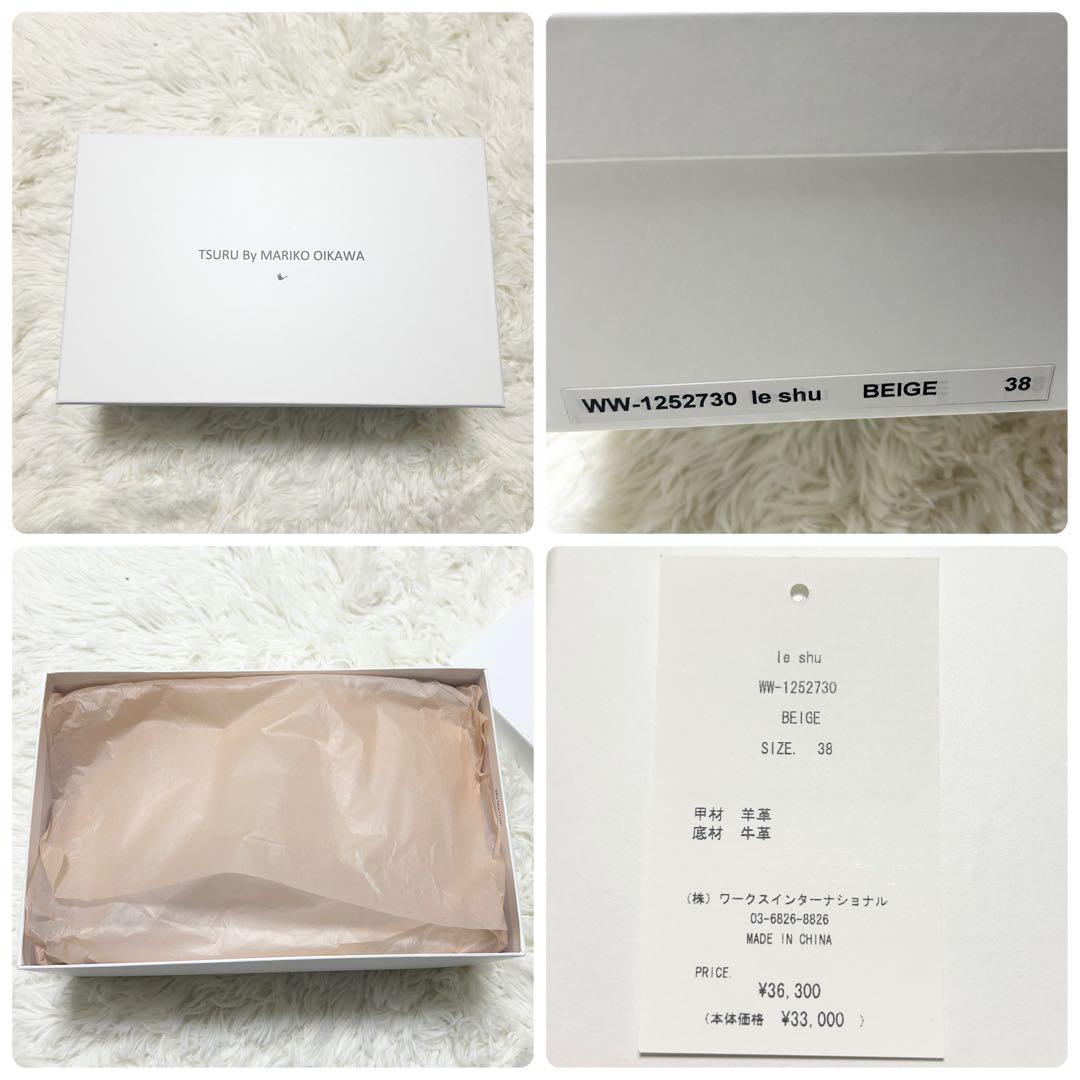 TSURU By MARIKO OIKAWA
WW-1252730 le shu BEIGE 38
le shu
WW-1252730
BEIGE
SIZE. 38
甲材 羊革
底材 牛革
(株) ワークスインターナショナル
03-6826-8826
MADE IN CHINA
PRICE.
¥36,300
(本体価格 ¥33,000 )